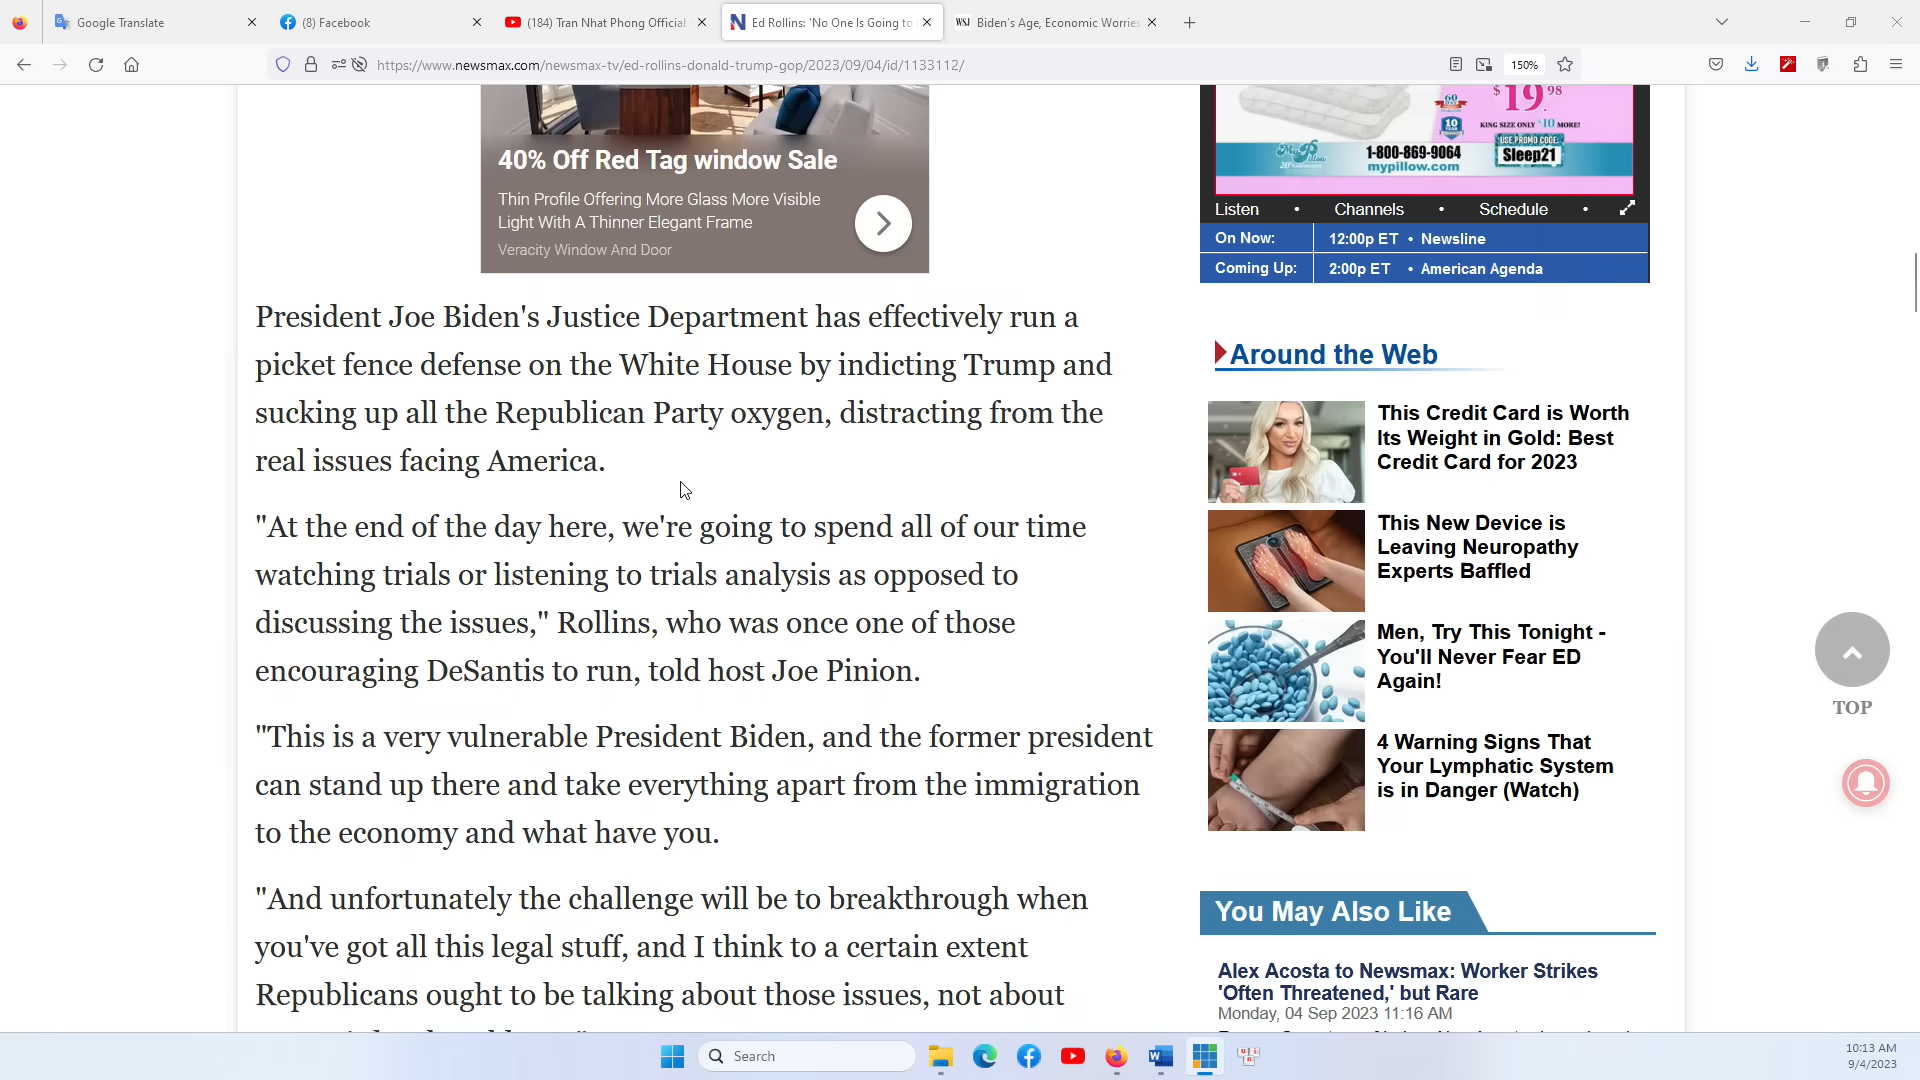 Google Translate
(8) Facebook
(184) Tran Nhat Phong Official
Ed Rollins: 'No One Is Going to
WSJ Biden's Age, Economic Worries
https://www.newsmax.com/newsmax-tv/ed-rollins-donald-trump-gop/2023/09/04/id/1133112/
150%
40% Off Red Tag window Sale
Thin Profile Offering More Glass More Visible
Light With A Thinner Elegant Frame
Veracity Window And Door
President Joe Biden's Justice Department has effectively run a
picket fence defense on the White House by indicting Trump and
sucking up all the Republican Party oxygen, distracting from the
real issues facing America.
"At the end of the day here, we're going to spend all of our time
watching trials or listening to trials analysis as opposed to
discussing the issues," Rollins, who was once one of those
encouraging DeSantis to run, told host Joe Pinion.
"This is a very vulnerable President Biden, and the former president
can stand up there and take everything apart from the immigration
to the economy and what have you.
"And unfortunately the challenge will be to breakthrough when
you've got all this legal stuff, and I think to a certain extent
Republicans ought to be talking about those issues, not about
$19.98
60
10 YEAR
KING SIZE ONLY $10 MORE!
USE PROMO CODE:
MyPillow 1-800-869-9064 Sleep21
mypillow.com
Listen • Channels • Schedule •
On Now: 12:00p ET • Newsline
Coming Up: 2:00p ET • American Agenda
Around the Web
This Credit Card is Worth
Its Weight in Gold: Best
Credit Card for 2023
This New Device is
Leaving Neuropathy
Experts Baffled
Men, Try This Tonight -
You'll Never Fear ED
Again!
4 Warning Signs That
Your Lymphatic System
is in Danger (Watch)
You May Also Like
Alex Acosta to Newsmax: Worker Strikes
'Often Threatened,' but Rare
Monday, 04 Sep 2023 11:16 AM
TOP
Search
10:13 AM
9/4/2023